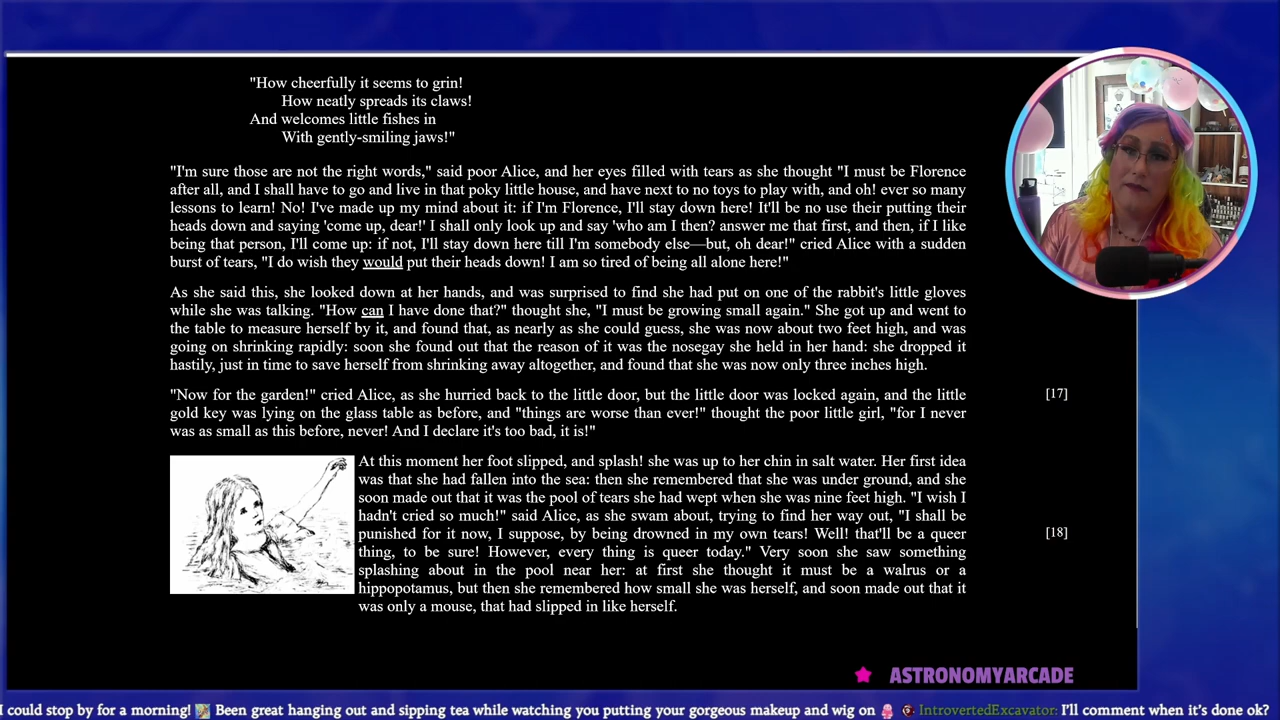 "How cheerfully it seems to grin!
How neatly spreads its claws!
And welcomes little fishes in
With gently-smiling jaws!"
"I'm sure those are not the right words," said poor Alice, and her eyes filled with tears as she thought "I must be Florence
after all, and I shall have to go and live in that poky little house, and have next to no toys to play with, and oh! ever so many
lessons to learn! No! I've made up my mind about it: if I'm Florence, I'll stay down here! It'll be no use their putting their
heads down and saying 'come up, dear!' I shall only look up and say 'who am I then? answer me that first, and then, if I like
being that person, I'll come up: if not, I'll stay down here till I'm somebody else—but, oh dear!" cried Alice with a sudden
burst of tears, "I do wish they would put their heads down! I am so tired of being all alone here!"
As she said this, she looked down at her hands, and was surprised to find she had put on one of the rabbit's little gloves
while she was talking. "How can I have done that?" thought she, "I must be growing small again." She got up and went to
the table to measure herself by it, and found that, as nearly as she could guess, she was now about two feet high, and was
going on shrinking rapidly: soon she found out that the reason of it was the nosegay she held in her hand: she dropped it
hastily, just in time to save herself from shrinking away altogether, and found that she was now only three inches high.
"Now for the garden!" cried Alice, as she hurried back to the little door, but the little door was locked again, and the little
[17]
gold key was lying on the glass table as before, and "things are worse than ever!" thought the poor little girl, "for I never
was as small as this before, never! And I declare it's too bad, it is!"
At this moment her foot slipped, and splash! she was up to her chin in salt water. Her first idea
was that she had fallen into the sea: then she remembered that she was under ground, and she
soon made out that it was the pool of tears she had wept when she was nine feet high. "I wish I
hadn't cried so much!" said Alice, as she swam about, trying to find her way out, "I shall be
punished for it now, I suppose, by being drowned in my own tears! Well! that'll be a queer
[18]
thing, to be sure! However, every thing is queer today." Very soon she saw something
splashing about in the pool near her: at first she thought it must be a walrus or a
hippopotamus, but then she remembered how small she was herself, and soon made out that it
was only a mouse, that had slipped in like herself.
ASTRONOMYARCADE
I could stop by for a morning! Been great hanging out and sipping tea while watching you putting your gorgeous makeup and wig on IntrovertedExcavator: I'll comment when it's done ok?